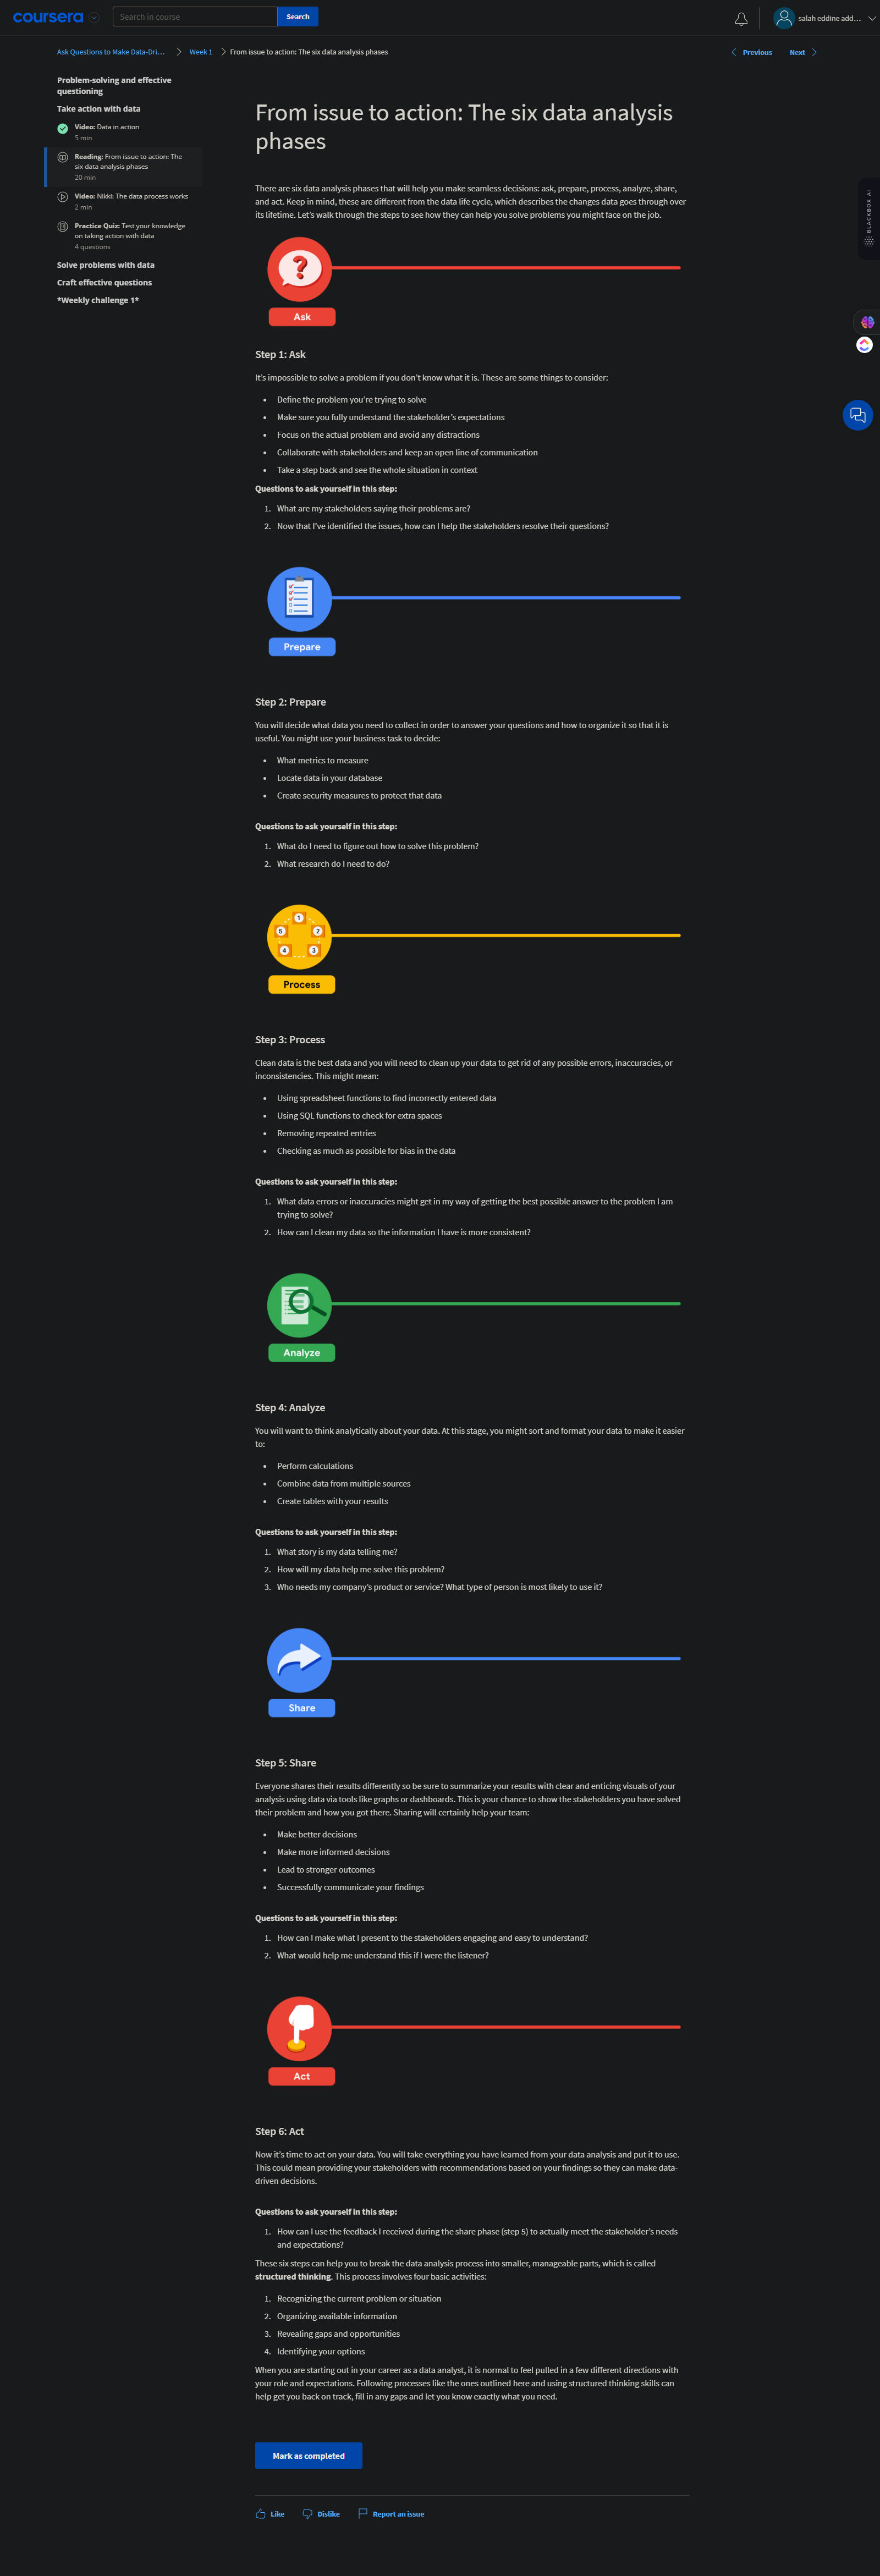 coursera
Search in course
Search
salah eddine add...
Ask Questions to Make Data-Dri...
Week 1
From issue to action: The six data analysis phases
Previous
Next
Problem-solving and effective
questioning
Take action with data
Video: Data in action
5 min
Reading: From issue to action: The
six data analysis phases
20 min
Video: Nikki: The data process works
2 min
Practice Quiz: Test your knowledge
on taking action with data
4 questions
Solve problems with data
Craft effective questions
*Weekly challenge 1*
BLACKBOX AI
From issue to action: The six data analysis
phases
There are six data analysis phases that will help you make seamless decisions: ask, prepare, process, analyze, share,
and act. Keep in mind, these are different from the data life cycle, which describes the changes data goes through over
its lifetime. Let’s walk through the steps to see how they can help you solve problems you might face on the job.
?
Ask
Step 1: Ask
It’s impossible to solve a problem if you don’t know what it is. These are some things to consider:
• Define the problem you’re trying to solve
• Make sure you fully understand the stakeholder’s expectations
• Focus on the actual problem and avoid any distractions
• Collaborate with stakeholders and keep an open line of communication
• Take a step back and see the whole situation in context
Questions to ask yourself in this step:
1. What are my stakeholders saying their problems are?
2. Now that I’ve identified the issues, how can I help the stakeholders resolve their questions?
Prepare
Step 2: Prepare
You will decide what data you need to collect in order to answer your questions and how to organize it so that it is
useful. You might use your business task to decide:
• What metrics to measure
• Locate data in your database
• Create security measures to protect that data
Questions to ask yourself in this step:
1. What do I need to figure out how to solve this problem?
2. What research do I need to do?
1
5 2
4 3
Process
Step 3: Process
Clean data is the best data and you will need to clean up your data to get rid of any possible errors, inaccuracies, or
inconsistencies. This might mean:
• Using spreadsheet functions to find incorrectly entered data
• Using SQL functions to check for extra spaces
• Removing repeated entries
• Checking as much as possible for bias in the data
Questions to ask yourself in this step:
1. What data errors or inaccuracies might get in my way of getting the best possible answer to the problem I am
trying to solve?
2. How can I clean my data so the information I have is more consistent?
Analyze
Step 4: Analyze
You will want to think analytically about your data. At this stage, you might sort and format your data to make it easier
to:
• Perform calculations
• Combine data from multiple sources
• Create tables with your results
Questions to ask yourself in this step:
1. What story is my data telling me?
2. How will my data help me solve this problem?
3. Who needs my company’s product or service? What type of person is most likely to use it?
Share
Step 5: Share
Everyone shares their results differently so be sure to summarize your results with clear and enticing visuals of your
analysis using data via tools like graphs or dashboards. This is your chance to show the stakeholders you have solved
their problem and how you got there. Sharing will certainly help your team:
• Make better decisions
• Make more informed decisions
• Lead to stronger outcomes
• Successfully communicate your findings
Questions to ask yourself in this step:
1. How can I make what I present to the stakeholders engaging and easy to understand?
2. What would help me understand this if I were the listener?
Act
Step 6: Act
Now it’s time to act on your data. You will take everything you have learned from your data analysis and put it to use.
This could mean providing your stakeholders with recommendations based on your findings so they can make data-
driven decisions.
Questions to ask yourself in this step:
1. How can I use the feedback I received during the share phase (step 5) to actually meet the stakeholder’s needs
and expectations?
These six steps can help you to break the data analysis process into smaller, manageable parts, which is called
structured thinking. This process involves four basic activities:
1. Recognizing the current problem or situation
2. Organizing available information
3. Revealing gaps and opportunities
4. Identifying your options
When you are starting out in your career as a data analyst, it is normal to feel pulled in a few different directions with
your role and expectations. Following processes like the ones outlined here and using structured thinking skills can
help get you back on track, fill in any gaps and let you know exactly what you need.
Mark as completed
Like
Dislike
Report an issue